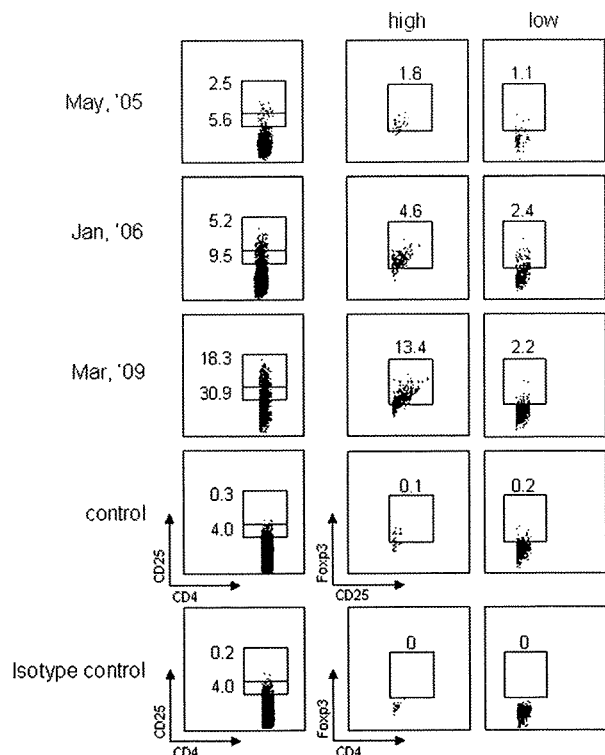 high low
May, '05 2.5 5.6 1.8 1.1
Jan, '06 5.2 9.5 4.6 2.4
Mar, '09 18.3 30.9 13.4 2.2
control 0.3 4.0 0.1 0.2
CD25 CD4 Foxp3 CD25
Isotype control 0.2 4.0 0 0
CD25 CD4 Foxp3 CD4